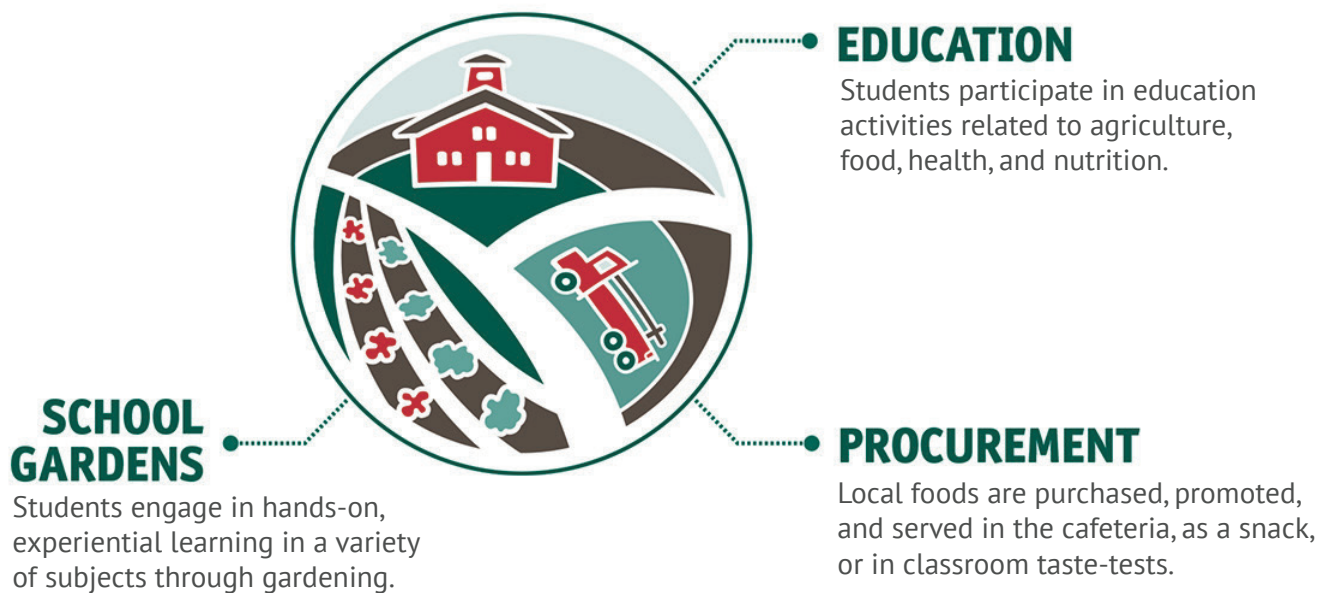 EDUCATION
Students participate in education
activities related to agriculture,
food, health, and nutrition.
SCHOOL
GARDENS
Students engage in hands-on,
experiential learning in a variety
of subjects through gardening.
PROCUREMENT
Local foods are purchased, promoted,
and served in the cafeteria, as a snack,
or in classroom taste-tests.